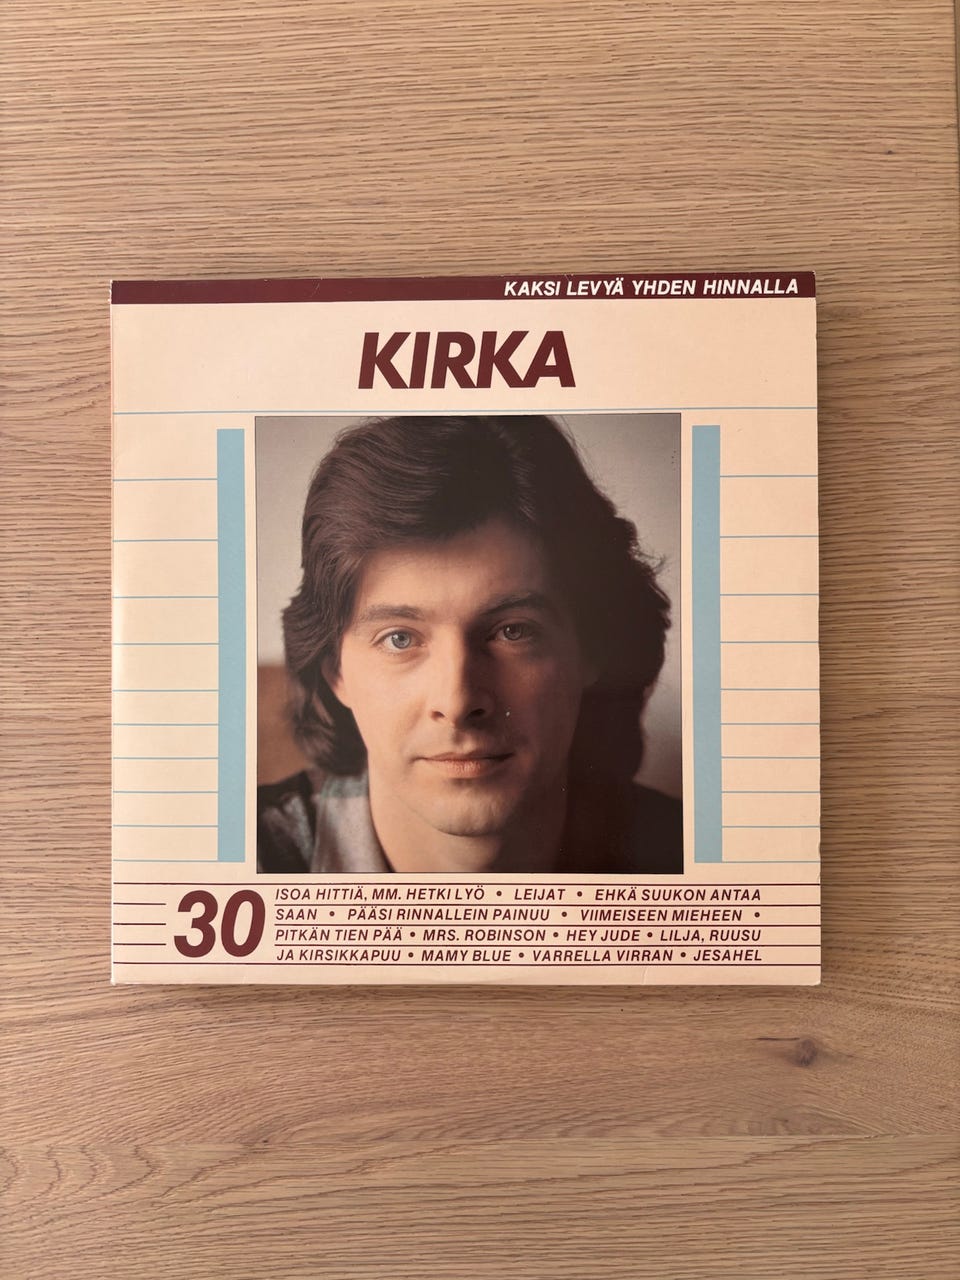 KAKSI LEVYÄ YHDEN HINNALLA
KIRKA
30
ISOA HITTIÄ, MM. HETKI LYÖ • LEIJAT • EHKÄ SUUKON ANTAA
SAAN • PÄÄSI RINNALLEIN PAINUU • VIIMEISEEN MIEHEEN •
PITKÄN TIEN PÄÄ • MRS. ROBINSON • HEY JUDE • LILJA, RUUSU
JA KIRSIKKAPUU • MAMY BLUE • VARRELLA VIRRAN • JESAHEL